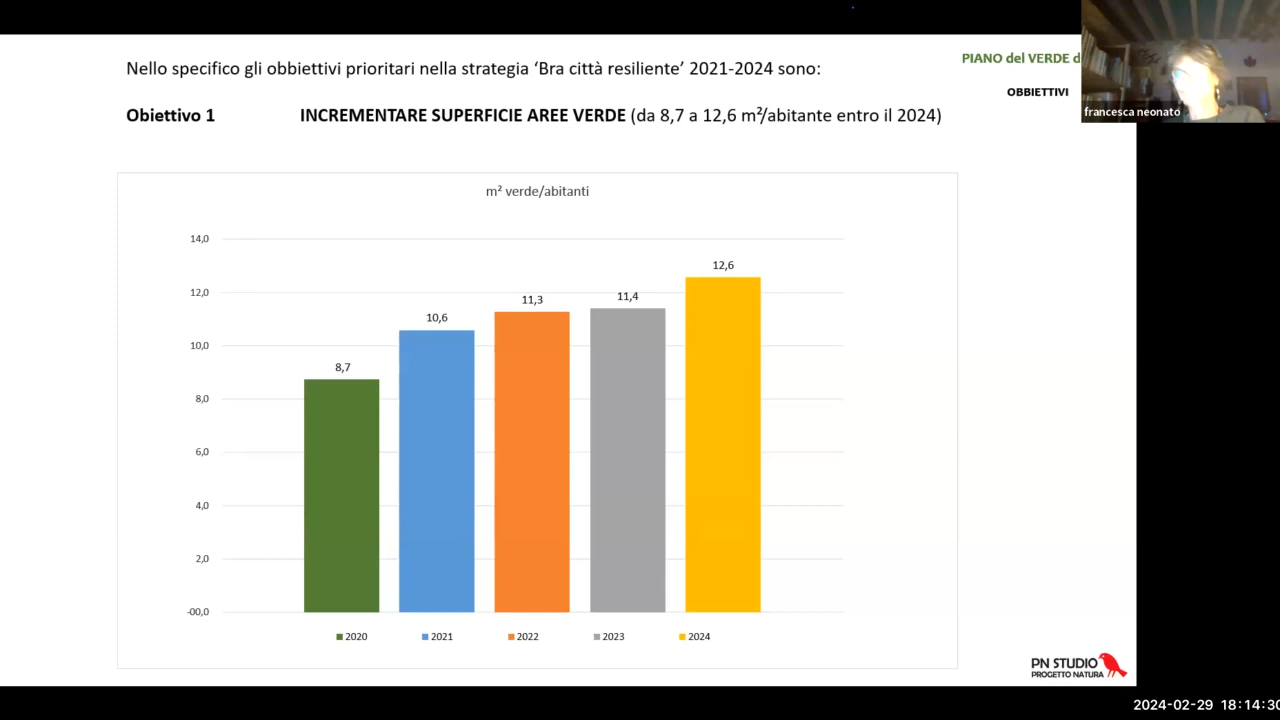 Nello specifico gli obbiettivi prioritari nella strategia ‘Bra città resiliente’ 2021-2024 sono:
PIANO del VERDE d
OBBIETTIVI
francesca neonato
Obiettivo 1 INCREMENTARE SUPERFICIE AREE VERDE (da 8,7 a 12,6 m²/abitante entro il 2024)
m² verde/abitanti
14,0
12,6
12,0
11,3
11,4
10,6
10,0
8,7
8,0
6,0
4,0
2,0
-00,0
2020 2021 2022 2023 2024
PN STUDIO
PROGETTO NATURA
2024-02-29 18:14:30